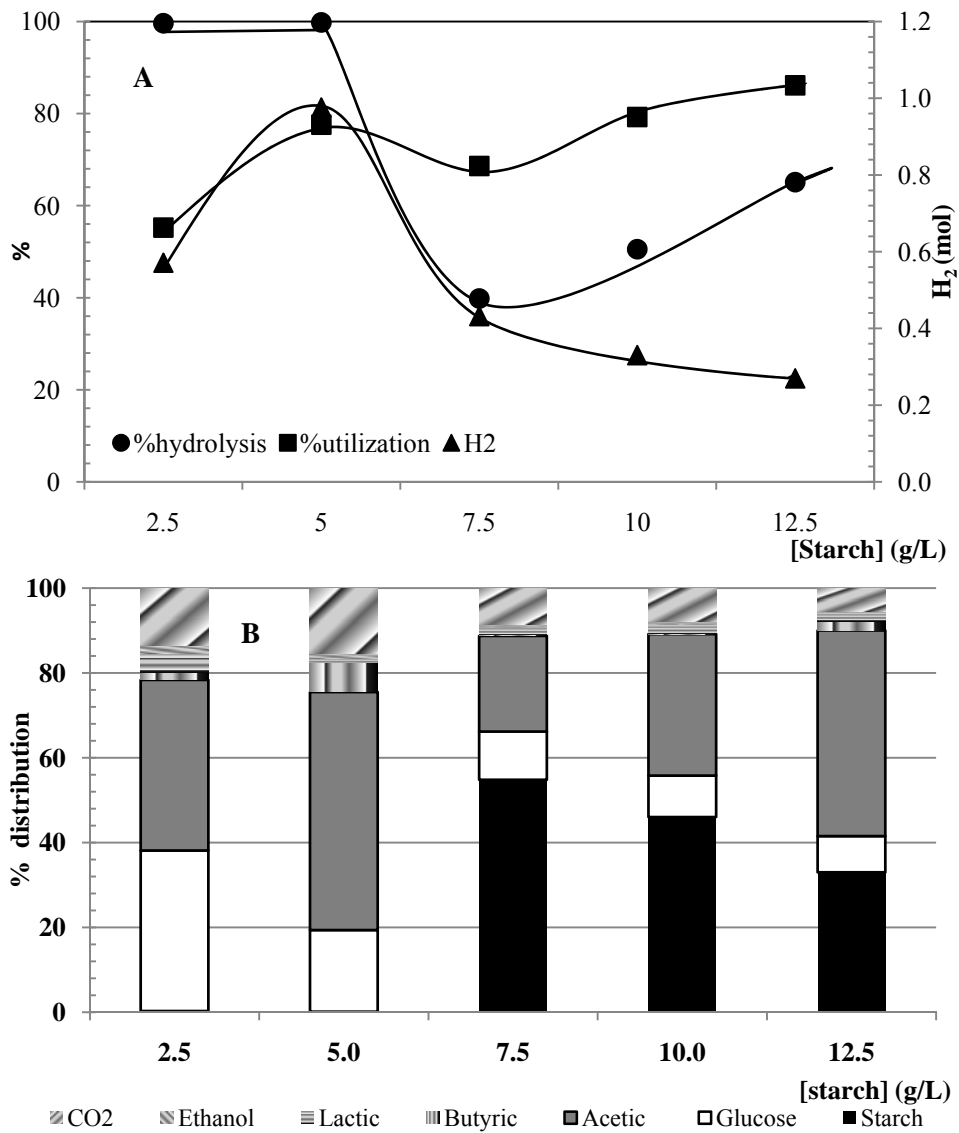 100
80
60
40
20
0
%
A
1.2
1.0
0.8
0.6
0.4
0.2
0.0
H2 (mol)
%hydrolysis %utilization H2
2.5 5 7.5 10 12.5
[Starch] (g/L)
100
80
60
40
20
0
% distribution
B
2.5 5.0 7.5 10.0 12.5
[starch] (g/L)
CO2 Ethanol Lactic Butyric Acetic Glucose Starch